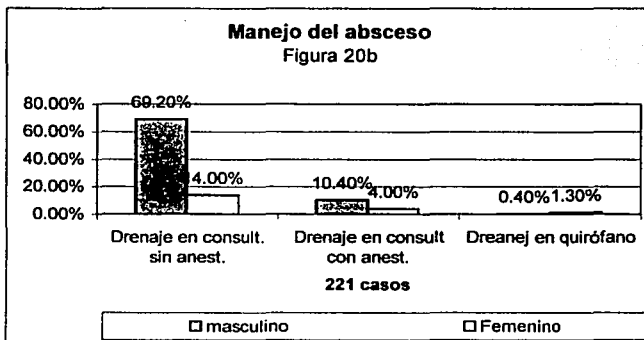 Manejo del absceso
Figura 20b
80.00%
60.00%
40.00%
20.00%
0.00%
69.20%
4.00%
10.40%
4.00%
0.40%
1.30%
Drenaje en consult. sin anest.
Drenaje en consult con anest.
Dreanej en quirófano
221 casos
masculino
Femenino